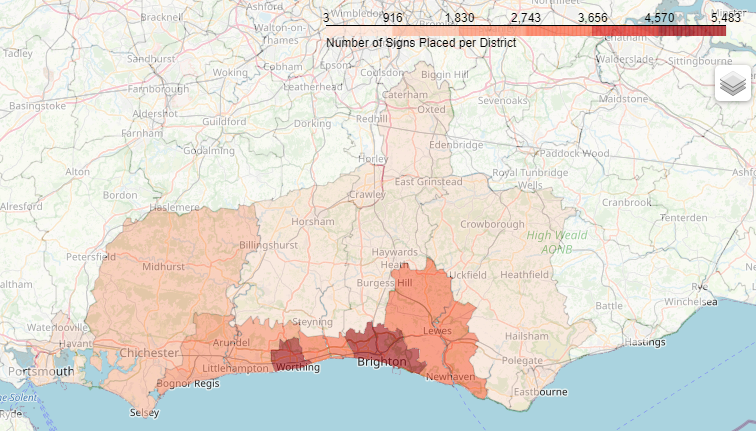 Ashford
Wimbledon
Bracknell
Walton-on-
Thames
3 916 1,830 2,743 3,656 4,570 5,483
Number of Signs Placed per District
Sandhurst
Cobham
Epsom
Chatham
Walderslade
Sittingbourne
Woking
Coulsdon
Biggin Hill
Farnborough
Leatherhead
Basingstoke
Caterham
Sevenoaks
Maidstone
Aldershot
Guildford
Dorking
Redhill
Oxted
Farnham
Godalming
Edenbridge
Paddock Wood
Horley
Alton
Royal Tunbridge
Wells
Bordon
Crawley
East Grinstead
Alresford
Haslemere
Cranbrook
Tenterden
Horsham
Crowborough
High Weald
AONB
Billingshurst
Petersfield
Haywards
Heath
Midhurst
Uckfield
Heathfield
Burgess Hill
Rye
Winchelsea
Battle
Waterlooville
Steyning
Lewes
Havant
Arundel
Hailsham
Hastings
Chichester
Portsmouth
Littlehampton
Worthing
Brighton
Polegate
Bognor Regis
Newhaven
Eastbourne
The Solent
Ryde
Selsey